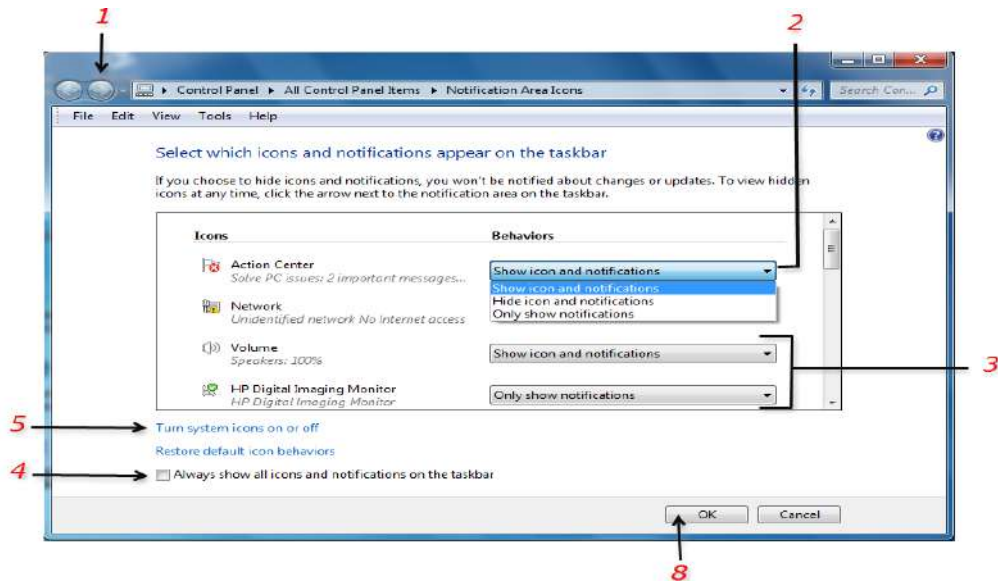 1
2
Control Panel ▸ All Control Panel Items ▸ Notification Area Icons
Search Con...
File Edit View Tools Help
Select which icons and notifications appear on the taskbar
If you choose to hide icons and notifications, you won't be notified about changes or updates. To view hidden
icons at any time, click the arrow next to the notification area on the taskbar.
Icons Behaviors
Action Center
Solve PC issues: 2 important messages...
Show icon and notifications
Show icon and notifications
Hide icon and notifications
Only show notifications
Network
Unidentified network No Internet access
Volume
Speakers: 100%
Show icon and notifications
3
HP Digital Imaging Monitor
HP Digital Imaging Monitor
Only show notifications
5
Turn system icons on or off
Restore default icon behaviors
4
Always show all icons and notifications on the taskbar
OK Cancel
8